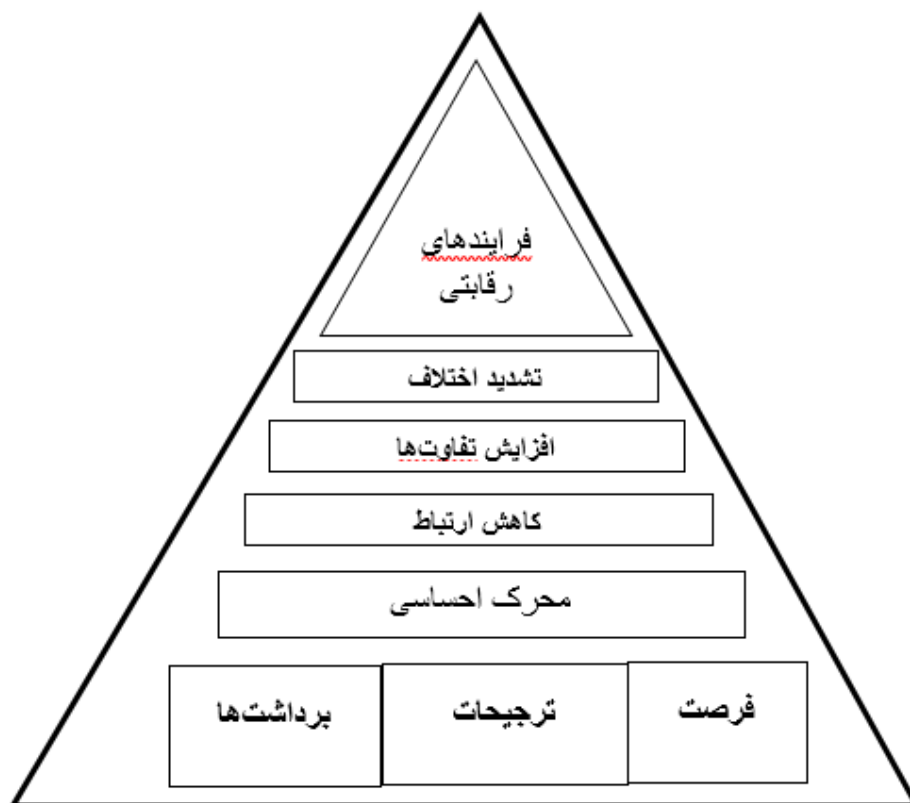 فرایندهای
رقابتی
تشدید اختلاف
افزایش تفاوت‌ها
کاهش ارتباط
محرک احساسی
فرصت
ترجیحات
برداشت‌ها